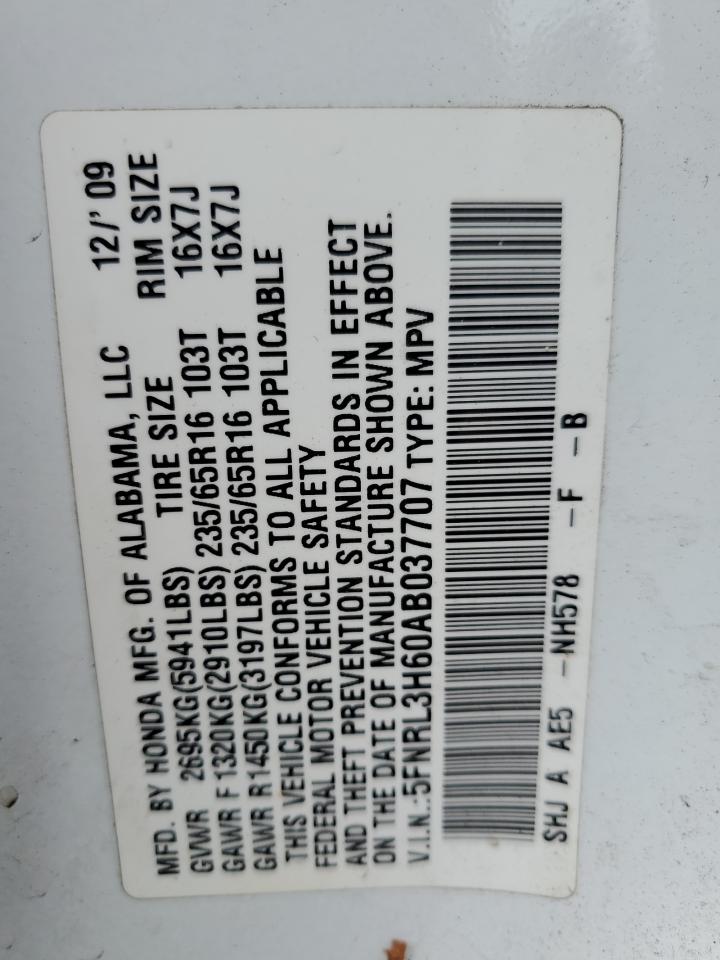 MFD. BY HONDA MFG. OF ALABAMA, LLC 12/' 09
GVWR 2695KG(5941LBS) TIRE SIZE RIM SIZE
GAWR F 1320KG(2910LBS) 235/65R16 103T 16X7J
GAWR R1450KG(3197LBS) 235/65R16 103T 16X7J
THIS VEHICLE CONFORMS TO ALL APPLICABLE
FEDERAL MOTOR VEHICLE SAFETY
AND THEFT PREVENTION STANDARDS IN EFFECT
ON THE DATE OF MANUFACTURE SHOWN ABOVE.
V.I.N.:5FNRL3H60AB037707 TYPE: MPV
SHJ A AE5 -NH578 -F -B